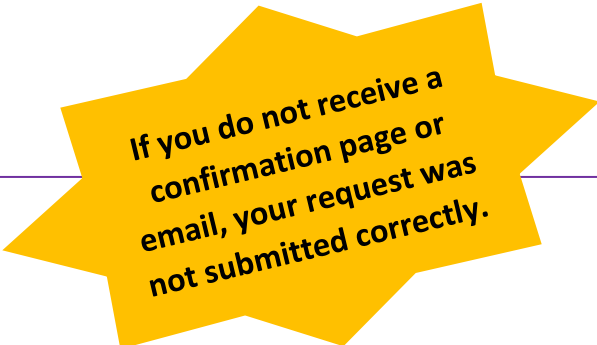 If you do not receive a
confirmation page or
email, your request was
not submitted correctly.